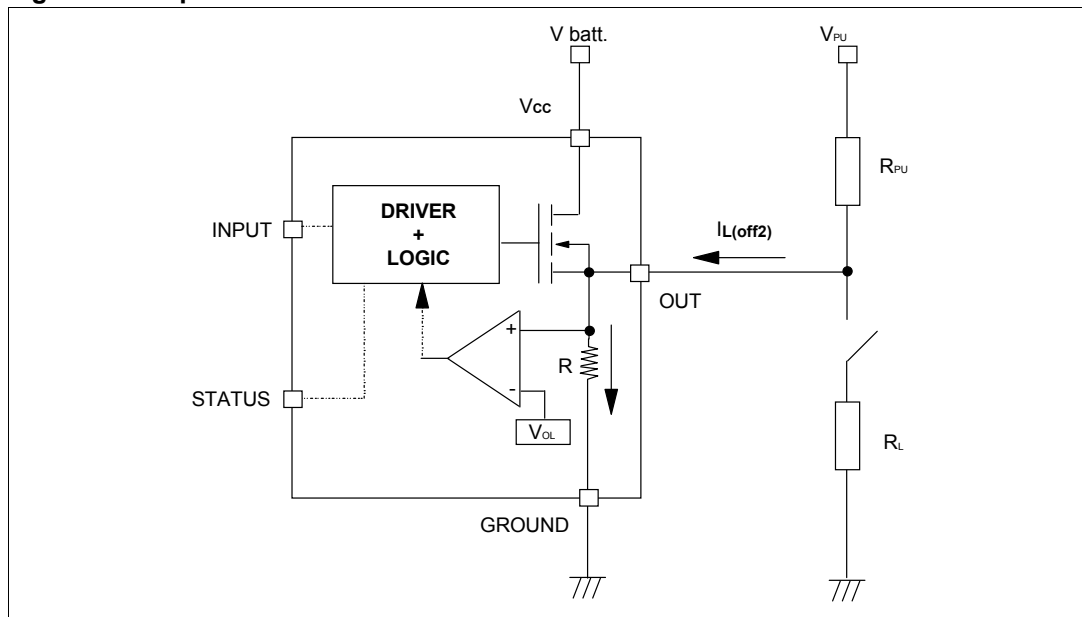 V batt.
VPU
Vcc
RPU
DRIVER
+
LOGIC
INPUT
IL(off2)
OUT
+
R
-
STATUS
VOL
RL
GROUND